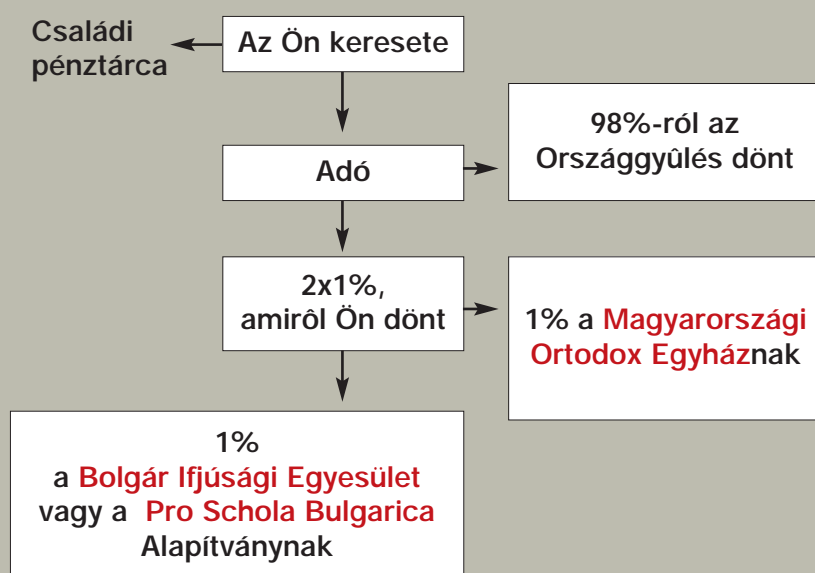 Családi
pénztárca
Az Ön keresete
Adó
98%-ról az
Országgyûlés dönt
2x1%,
amirôl Ön dönt
1% a Magyarországi
Ortodox Egyháznak
1%
a Bolgár Ifjúsági Egyesület
vagy a Pro Schola Bulgarica
Alapítványnak